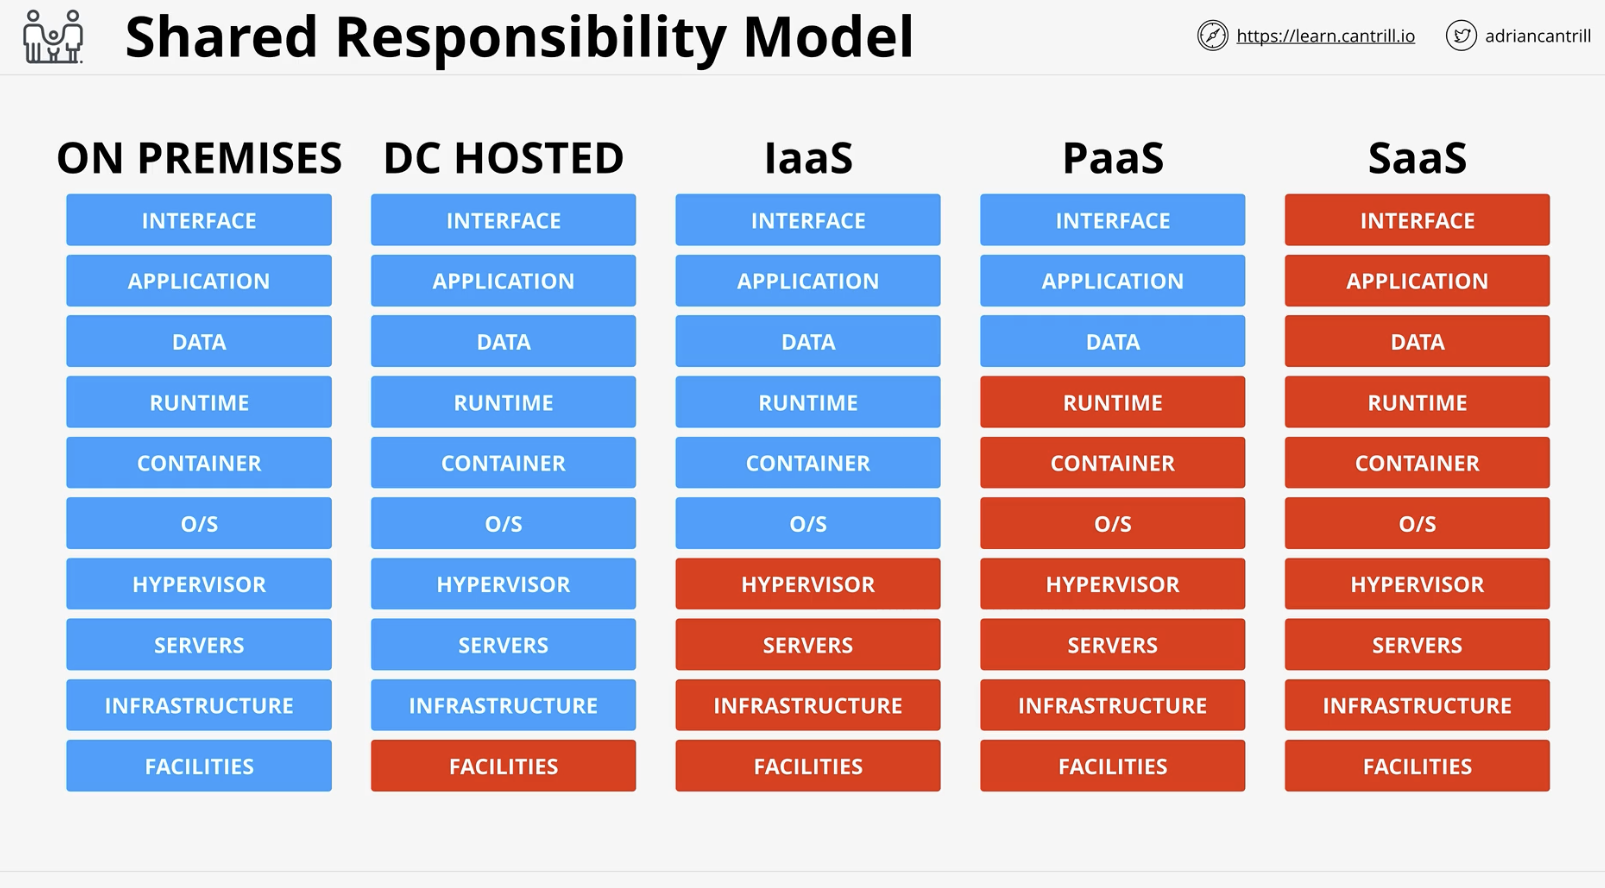 Shared Responsibility Model
https://learn.cantrill.io
adriancantrill
ON PREMISES
INTERFACE
APPLICATION
DATA
RUNTIME
CONTAINER
O/S
HYPERVISOR
SERVERS
INFRASTRUCTURE
FACILITIES
DC HOSTED
INTERFACE
APPLICATION
DATA
RUNTIME
CONTAINER
O/S
HYPERVISOR
SERVERS
INFRASTRUCTURE
FACILITIES
IaaS
INTERFACE
APPLICATION
DATA
RUNTIME
CONTAINER
O/S
HYPERVISOR
SERVERS
INFRASTRUCTURE
FACILITIES
PaaS
INTERFACE
APPLICATION
DATA
RUNTIME
CONTAINER
O/S
HYPERVISOR
SERVERS
INFRASTRUCTURE
FACILITIES
SaaS
INTERFACE
APPLICATION
DATA
RUNTIME
CONTAINER
O/S
HYPERVISOR
SERVERS
INFRASTRUCTURE
FACILITIES